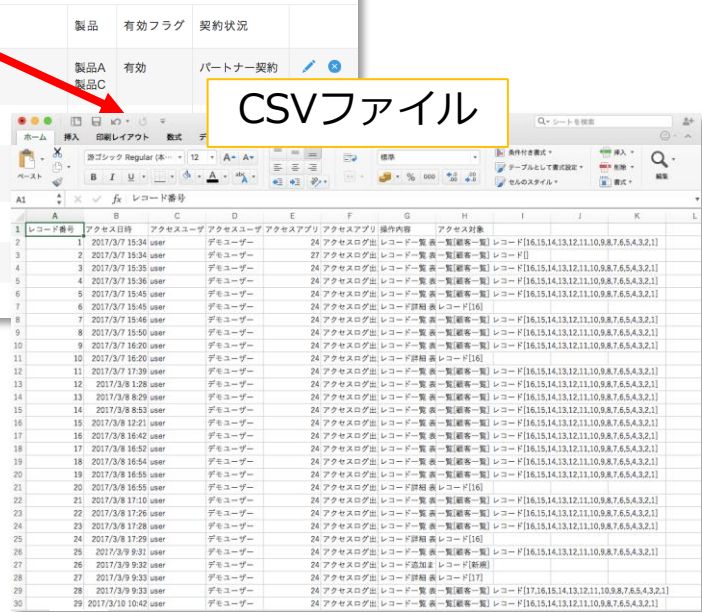 製品 有効フラグ 契約状況
製品A 有効 パートナー契約
製品C
CSVファイル
シートを検索
ホーム 挿入 印刷レイアウト 数式 デ
ペースト 源ゴシック Regular (本… 12 A A 標準 条件付き書式 挿入
B I U A % 000 テーブルとして書式設定 削除
セルのスタイル 書式 編集
A1 fx レコード番号
A B C D E F G H I J K L
1 レコード番号 アクセス日時 アクセスユーザ アクセスユーザ アクセスアプリ アクセスアプリ 操作内容 アクセス対象
2 1 2017/3/7 15:34 user デモユーザー 24 アクセスログ出 レコード一覧 表 一覧[顧客一覧] レコード[16,15,14,13,12,11,10,9,8,7,6,5,4,3,2,1]
3 2 2017/3/7 15:34 user デモユーザー 27 アクセスログ出 レコード一覧 表 一覧[顧客一覧] レコード[]
4 3 2017/3/7 15:35 user デモユーザー 24 アクセスログ出 レコード一覧 表 一覧[顧客一覧] レコード[16,15,14,13,12,11,10,9,8,7,6,5,4,3,2,1]
5 4 2017/3/7 15:36 user デモユーザー 24 アクセスログ出 レコード一覧 表 一覧[顧客一覧] レコード[16,15,14,13,12,11,10,9,8,7,6,5,4,3,2,1]
6 5 2017/3/7 15:45 user デモユーザー 24 アクセスログ出 レコード一覧 表 一覧[顧客一覧] レコード[16,15,14,13,12,11,10,9,8,7,6,5,4,3,2,1]
7 6 2017/3/7 15:45 user デモユーザー 24 アクセスログ出 レコード詳細 表 レコード[16]
8 7 2017/3/7 15:46 user デモユーザー 24 アクセスログ出 レコード一覧 表 一覧[顧客一覧] レコード[16,15,14,13,12,11,10,9,8,7,6,5,4,3,2,1]
9 8 2017/3/7 15:50 user デモユーザー 24 アクセスログ出 レコード一覧 表 一覧[顧客一覧] レコード[16,15,14,13,12,11,10,9,8,7,6,5,4,3,2,1]
10 9 2017/3/7 16:20 user デモユーザー 24 アクセスログ出 レコード一覧 表 一覧[顧客一覧] レコード[16,15,14,13,12,11,10,9,8,7,6,5,4,3,2,1]
11 10 2017/3/7 16:20 user デモユーザー 24 アクセスログ出 レコード詳細 表 レコード[16]
12 11 2017/3/7 17:39 user デモユーザー 24 アクセスログ出 レコード一覧 表 一覧[顧客一覧] レコード[16,15,14,13,12,11,10,9,8,7,6,5,4,3,2,1]
13 12 2017/3/8 1:28 user デモユーザー 24 アクセスログ出 レコード一覧 表 一覧[顧客一覧] レコード[16,15,14,13,12,11,10,9,8,7,6,5,4,3,2,1]
14 13 2017/3/8 8:29 user デモユーザー 24 アクセスログ出 レコード一覧 表 一覧[顧客一覧] レコード[16,15,14,13,12,11,10,9,8,7,6,5,4,3,2,1]
15 14 2017/3/8 8:53 user デモユーザー 24 アクセスログ出 レコード一覧 表 一覧[顧客一覧] レコード[16,15,14,13,12,11,10,9,8,7,6,5,4,3,2,1]
16 15 2017/3/8 12:21 user デモユーザー 24 アクセスログ出 レコード一覧 表 一覧[顧客一覧] レコード[16,15,14,13,12,11,10,9,8,7,6,5,4,3,2,1]
17 16 2017/3/8 16:42 user デモユーザー 24 アクセスログ出 レコード一覧 表 一覧[顧客一覧] レコード[16,15,14,13,12,11,10,9,8,7,6,5,4,3,2,1]
18 17 2017/3/8 16:52 user デモユーザー 24 アクセスログ出 レコード一覧 表 一覧[顧客一覧] レコード[16,15,14,13,12,11,10,9,8,7,6,5,4,3,2,1]
19 18 2017/3/8 16:54 user デモユーザー 24 アクセスログ出 レコード一覧 表 一覧[顧客一覧] レコード[16,15,14,13,12,11,10,9,8,7,6,5,4,3,2,1]
20 19 2017/3/8 16:55 user デモユーザー 24 アクセスログ出 レコード一覧 表 一覧[顧客一覧] レコード[16,15,14,13,12,11,10,9,8,7,6,5,4,3,2,1]
21 20 2017/3/8 16:55 user デモユーザー 24 アクセスログ出 レコード詳細 表 レコード[16]
22 21 2017/3/8 17:10 user デモユーザー 24 アクセスログ出 レコード一覧 表 一覧[顧客一覧] レコード[16,15,14,13,12,11,10,9,8,7,6,5,4,3,2,1]
23 22 2017/3/8 17:26 user デモユーザー 24 アクセスログ出 レコード一覧 表 一覧[顧客一覧] レコード[16,15,14,13,12,11,10,9,8,7,6,5,4,3,2,1]
24 23 2017/3/8 17:28 user デモユーザー 24 アクセスログ出 レコード一覧 表 一覧[顧客一覧] レコード[16,15,14,13,12,11,10,9,8,7,6,5,4,3,2,1]
25 24 2017/3/8 17:29 user デモユーザー 24 アクセスログ出 レコード詳細 表 レコード[16]
26 25 2017/3/9 9:31 user デモユーザー 24 アクセスログ出 レコード一覧 表 一覧[顧客一覧] レコード[16,15,14,13,12,11,10,9,8,7,6,5,4,3,2,1]
27 26 2017/3/9 9:32 user デモユーザー 24 アクセスログ出 レコード追加ま レコード[新規]
28 27 2017/3/9 9:33 user デモユーザー 24 アクセスログ出 レコード詳細 表 レコード[17]
29 28 2017/3/9 9:33 user デモユーザー 24 アクセスログ出 レコード一覧 表 一覧[顧客一覧] レコード[17,16,15,14,13,12,11,10,9,8,7,6,5,4,3,2,1]
30 29 2017/3/10 10:42 user デモユーザー 24 アクセスログ出 レコード一覧 表 一覧[顧客一覧] レコード[16,15,14,13,12,11,10,9,8,7,6,5,4,3,2,1]